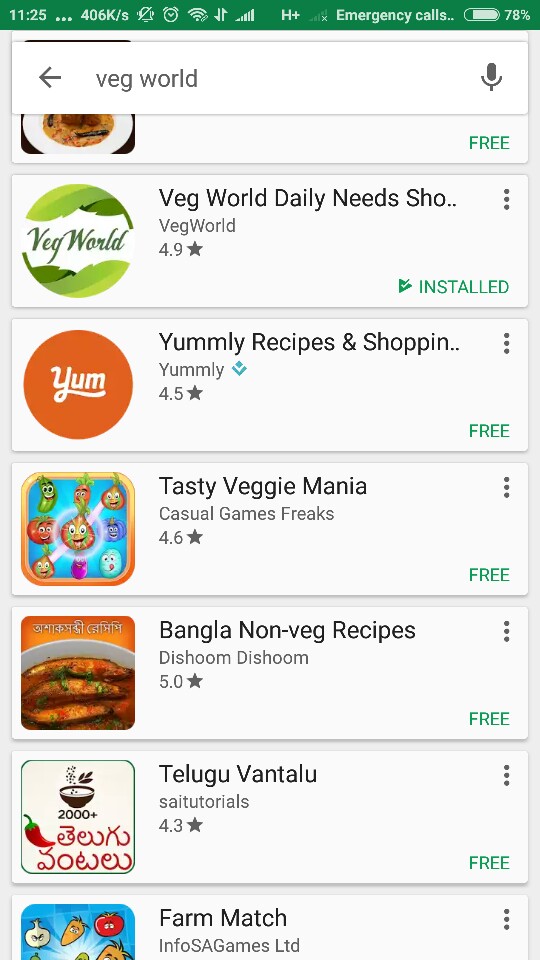 11:25 ... 406K/s H+ Emergency calls.. 78%
veg world
FREE
VegWorld
Veg World Daily Needs Sho..
VegWorld
4.9
INSTALLED
Yum
Yummly Recipes & Shoppin..
Yummly
4.5
FREE
Tasty Veggie Mania
Casual Games Freaks
4.6
FREE
অশাকসব্জী রেসিপি
Bangla Non-veg Recipes
Dishoom Dishoom
5.0
FREE
2000+
తెలుగు
వంటలు
Telugu Vantalu
saitutorials
4.3
FREE
Farm Match
InfoSAGames Ltd